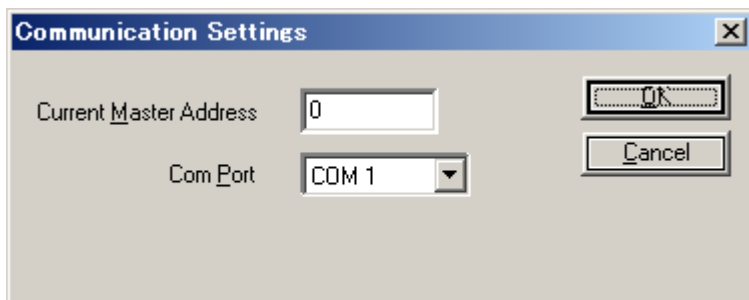 Communication Settings
Current Master Address 0
OK
Com Port COM 1
Cancel